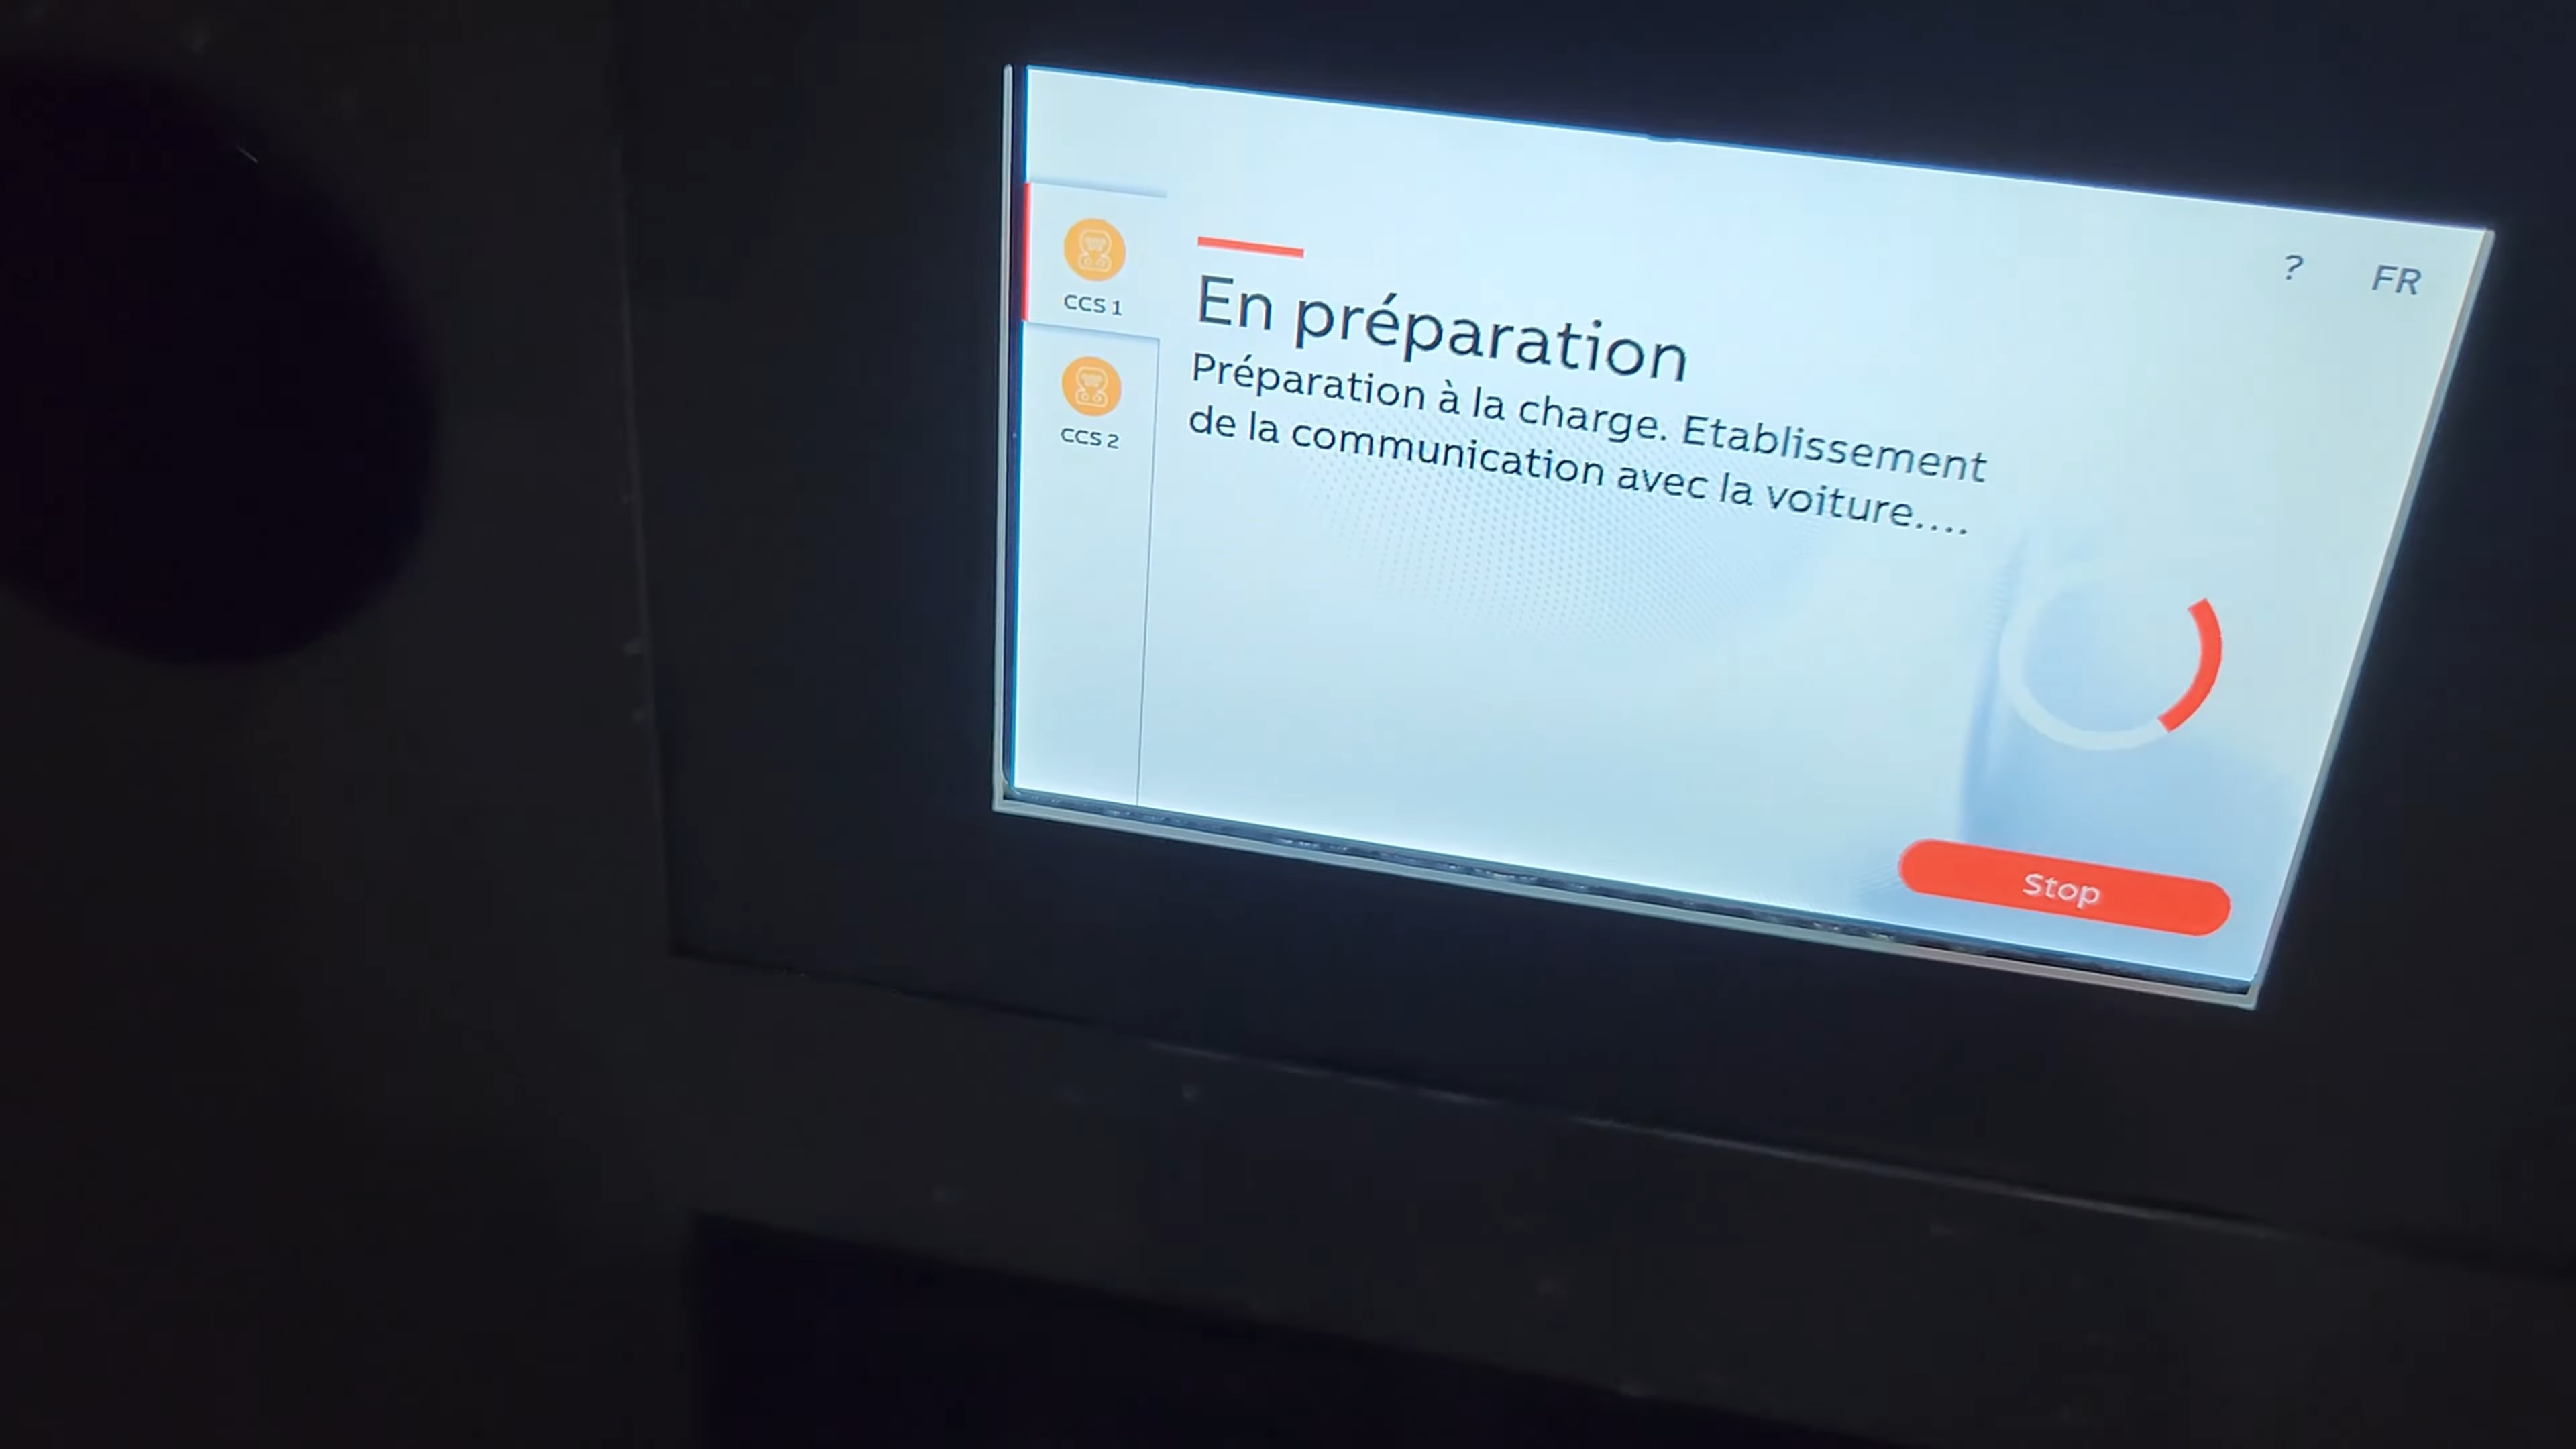 ? FR
CCS 1
CCS 2
En préparation
Préparation à la charge. Etablissement
de la communication avec la voiture....
Stop